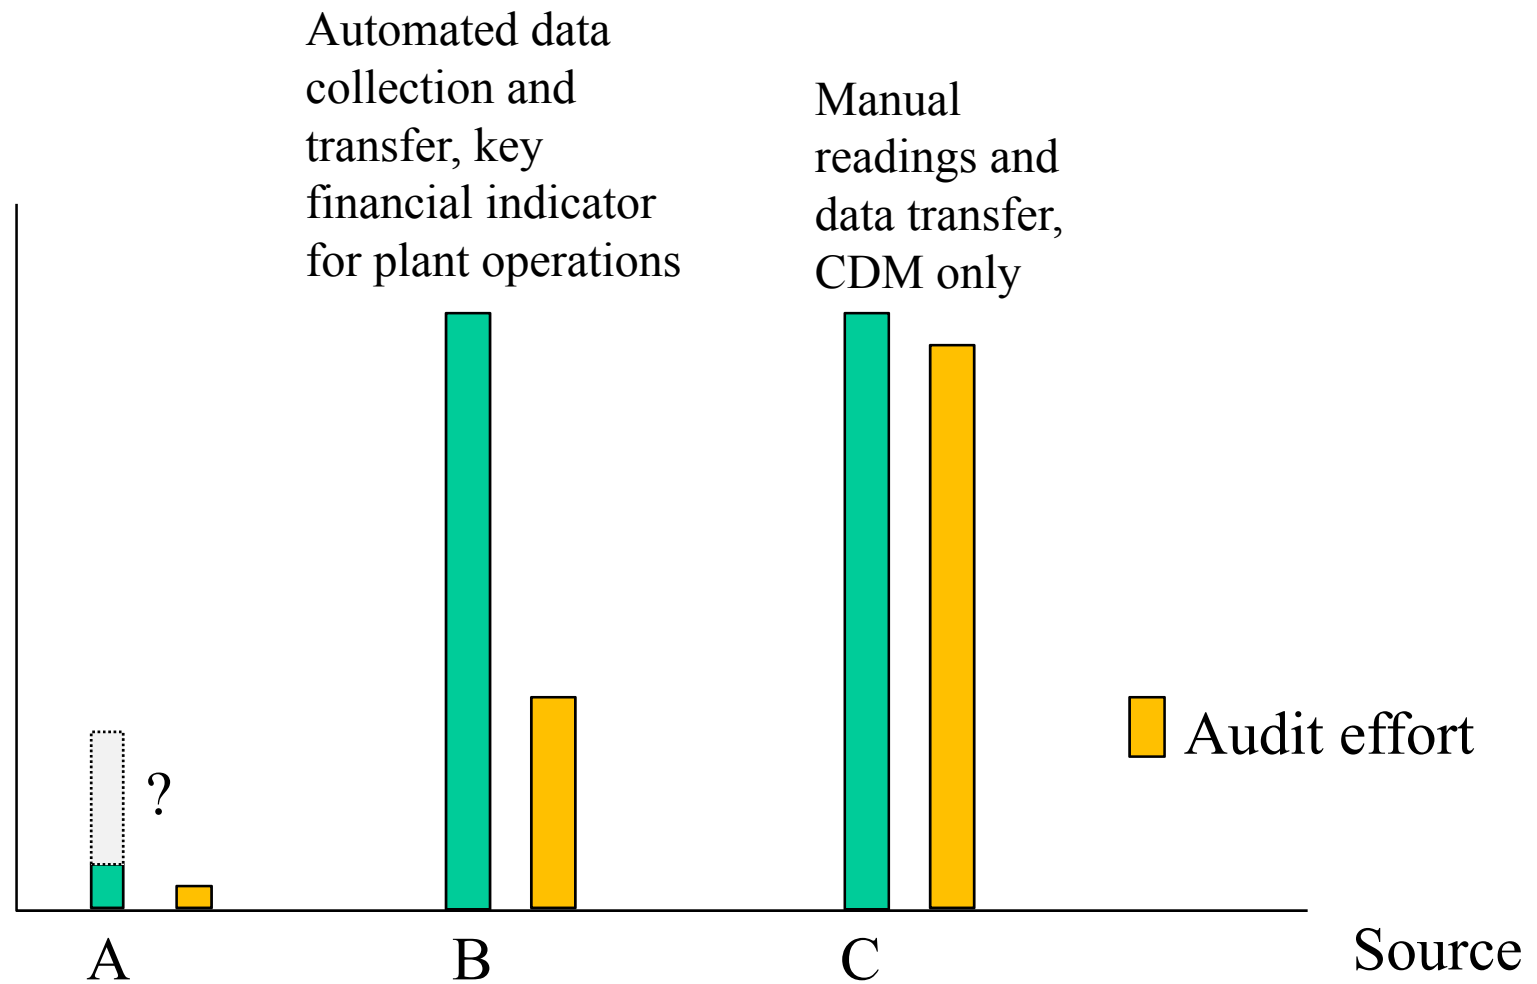 Automated data
collection and
transfer, key
financial indicator
for plant operations
Manual
readings and
data transfer,
CDM only
?
Audit effort
A
B
C
Source